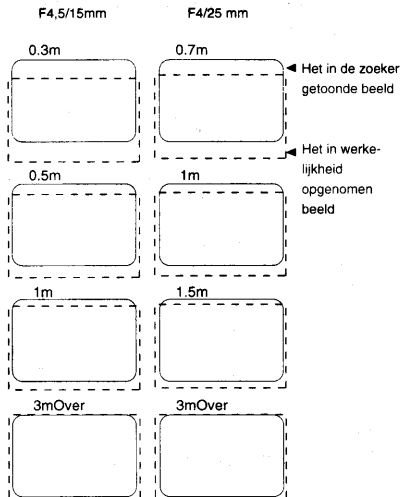 F4,5/15mm F4/25 mm
0.3m 0.7m
Het in de zoeker
getoonde beeld
Het in werke-
lijkheid
opgenomen
beeld
0.5m 1m
1m 1.5m
3mOver 3mOver